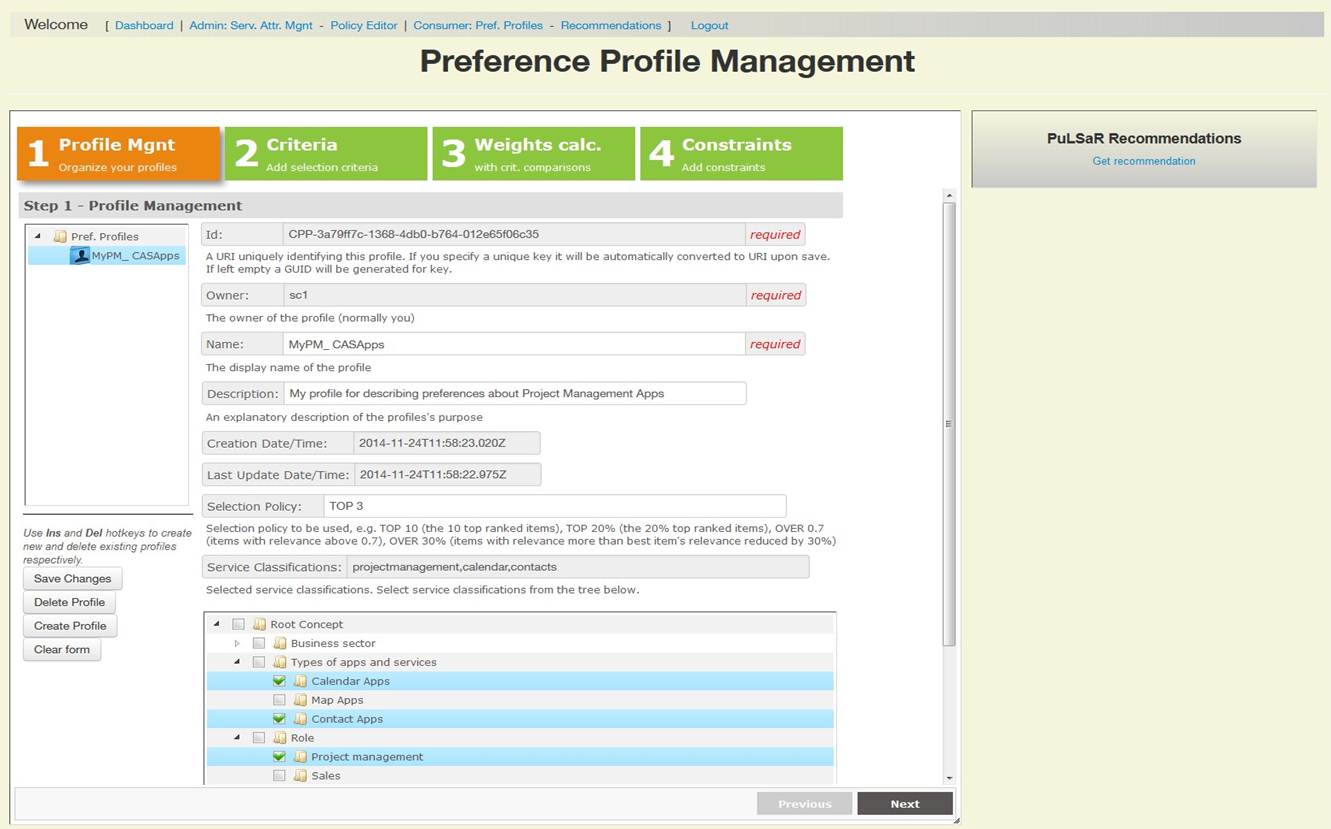 Welcome [ Dashboard | Admin: Serv. Attr. Mgnt - Policy Editor | Consumer: Pref. Profiles - Recommendations ] Logout
Preference Profile Management
1 Profile Mgnt
Organize your profiles
2 Criteria
Add selection criteria
3 Weights calc.
with crit. comparisons
4 Constraints
Add constraints
PuLSaR Recommendations
Get recommendation
Step 1 - Profile Management
Pref. Profiles
MyPM_ CASApps
Use Ins and Del hotkeys to create
new and delete existing profiles
respectively.
Save Changes
Delete Profile
Create Profile
Clear form
Id: CPP-3a79ff7c-1368-4db0-b764-012e65f06c35 required
A URI uniquely identifying this profile. If you specify a unique key it will be automatically converted to URI upon save.
If left empty a GUID will be generated for key.
Owner: sc1 required
The owner of the profile (normally you)
Name: MyPM_ CASApps required
The display name of the profile
Description: My profile for describing preferences about Project Management Apps
An explanatory description of the profiles's purpose
Creation Date/Time: 2014-11-24T11:58:23.020Z
Last Update Date/Time: 2014-11-24T11:58:22.975Z
Selection Policy: TOP 3
Selection policy to be used, e.g. TOP 10 (the 10 top ranked items), TOP 20% (the 20% top ranked items), OVER 0.7
(items with relevance above 0.7), OVER 30% (items with relevance more than best item's relevance reduced by 30%)
Service Classifications: projectmanagement,calendar,contacts
Selected service classifications. Select service classifications from the tree below.
Root Concept
Business sector
Types of apps and services
Calendar Apps
Map Apps
Contact Apps
Role
Project management
Sales
Previous
Next